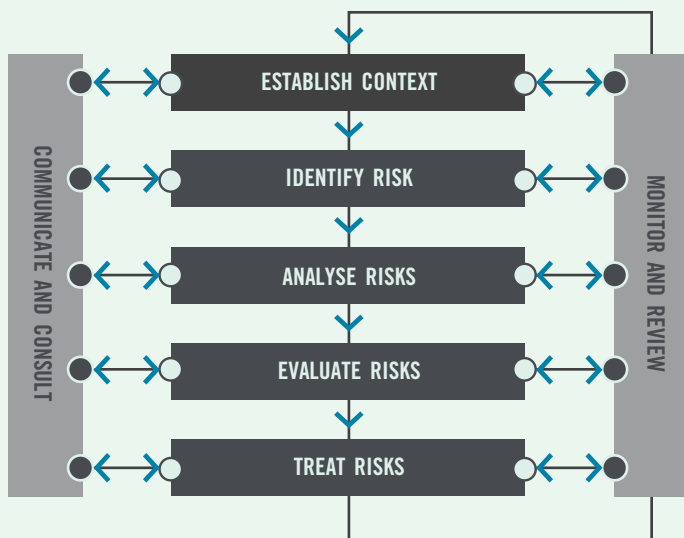 ESTABLISH CONTEXT
IDENTIFY RISK
ANALYSE RISKS
EVALUATE RISKS
TREAT RISKS
COMMUNICATE AND CONSULT
MONITOR AND REVIEW